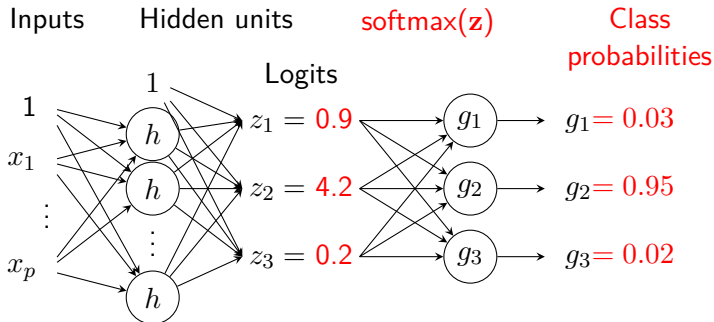 Inputs
Hidden units
softmax(z)
Class
probabilities
Logits
1
1
x₁
⋮
xₚ
h
h
⋮
h
z₁ = 0.9
z₂ = 4.2
z₃ = 0.2
g₁
g₂
g₃
g₁= 0.03
g₂= 0.95
g₃= 0.02